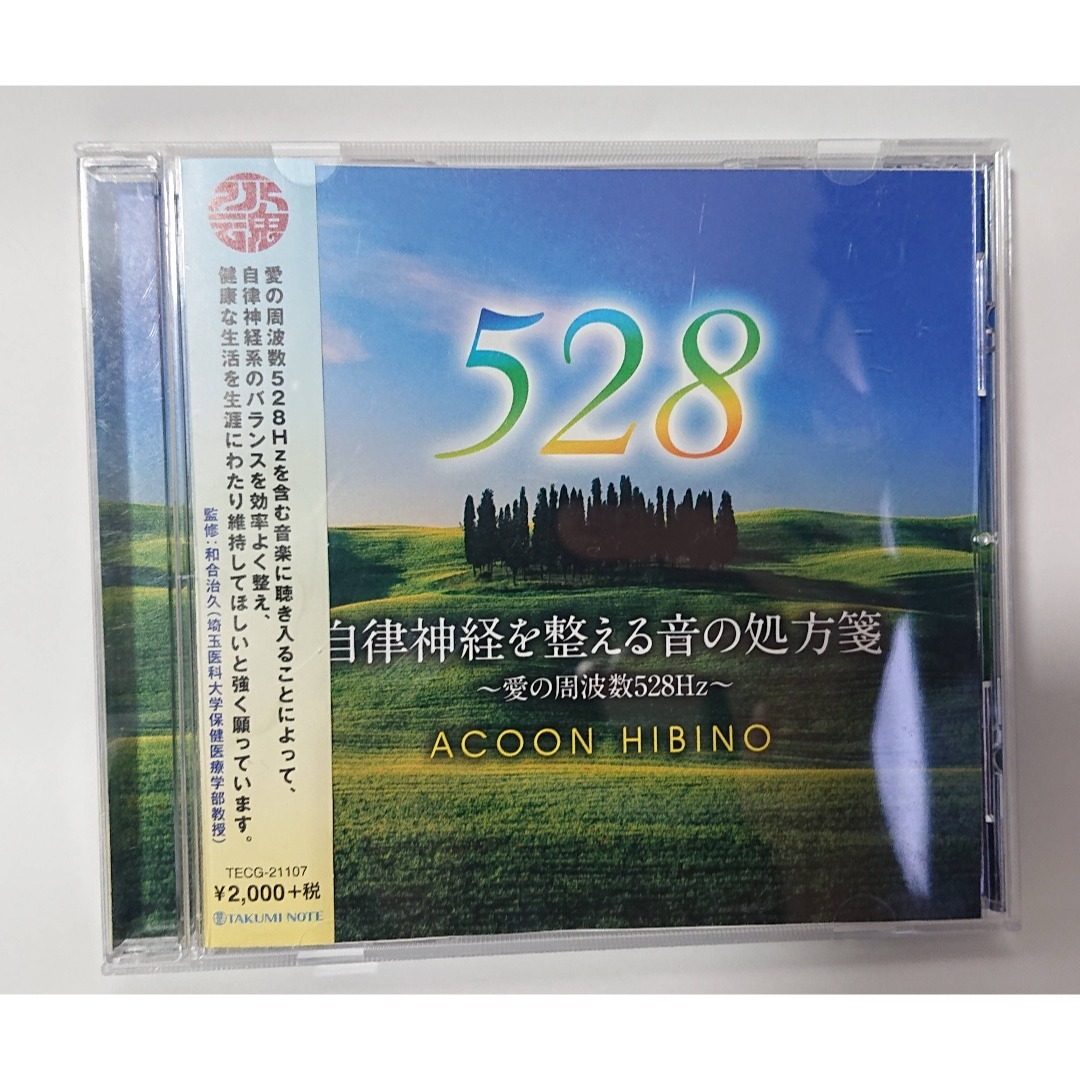 水魂
愛の周波数528Hzを含む音楽に聴き入ることによって、
自律神経系のバランスを効率よく整え、
健康な生活を生涯にわたり維持してほしいと強く願っています。
監修：和合治久（埼玉医科大学保健医療学部教授）
TECG-21107
¥2,000+税
TAKUMI NOTE
528
自律神経を整える音の処方箋
〜愛の周波数528Hz〜
ACOON HIBINO